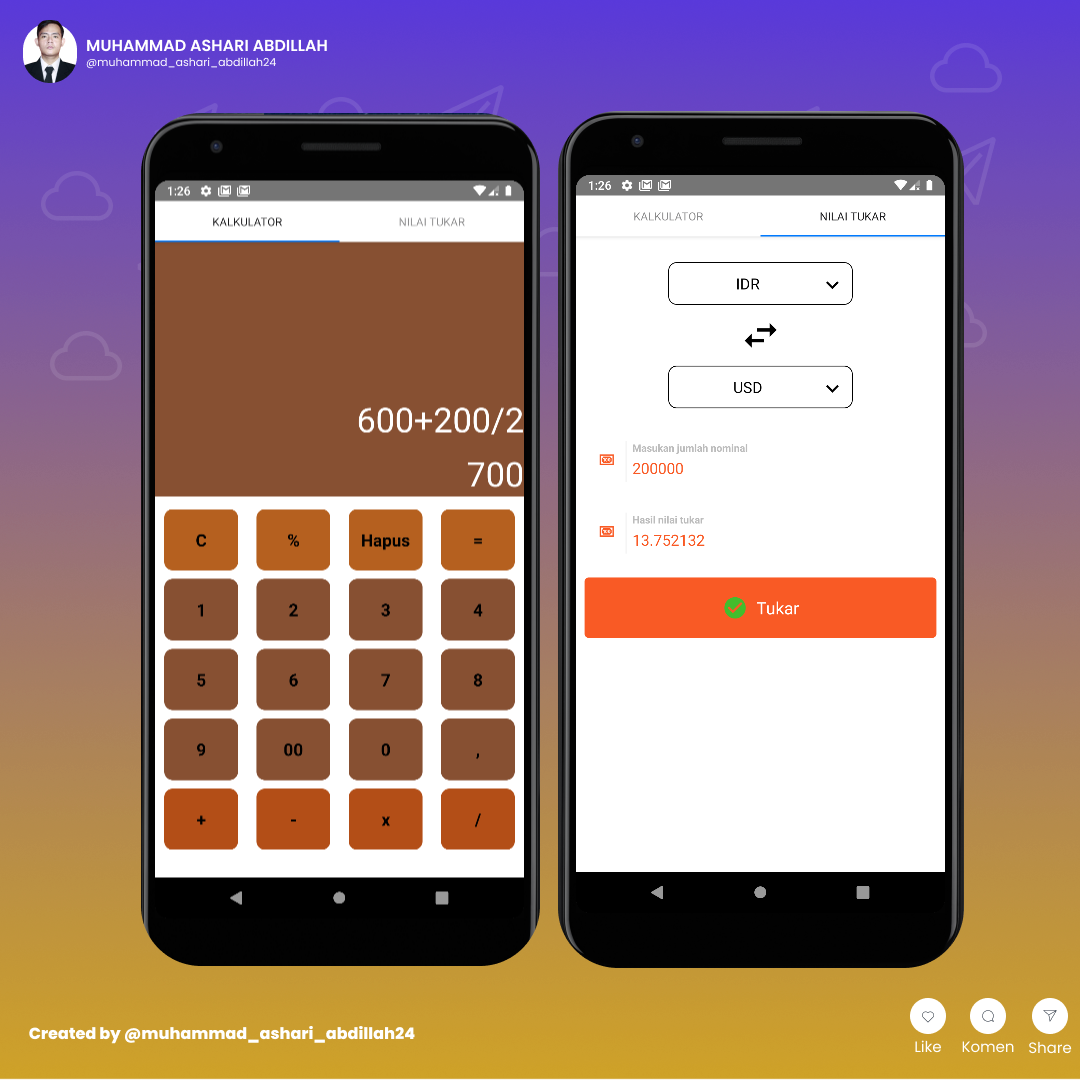 MUHAMMAD ASHARI ABDILLAH
@muhammad_ashari_abdillah24
1:26
KALKULATOR NILAI TUKAR
600+200/2
700
C % Hapus =
1 2 3 4
5 6 7 8
9 00 0 ,
+ - x /
1:26
KALKULATOR NILAI TUKAR
IDR
USD
Masukan jumlah nominal
200000
Hasil nilai tukar
13.752132
Tukar
Created by @muhammad_ashari_abdillah24
Like Komen Share